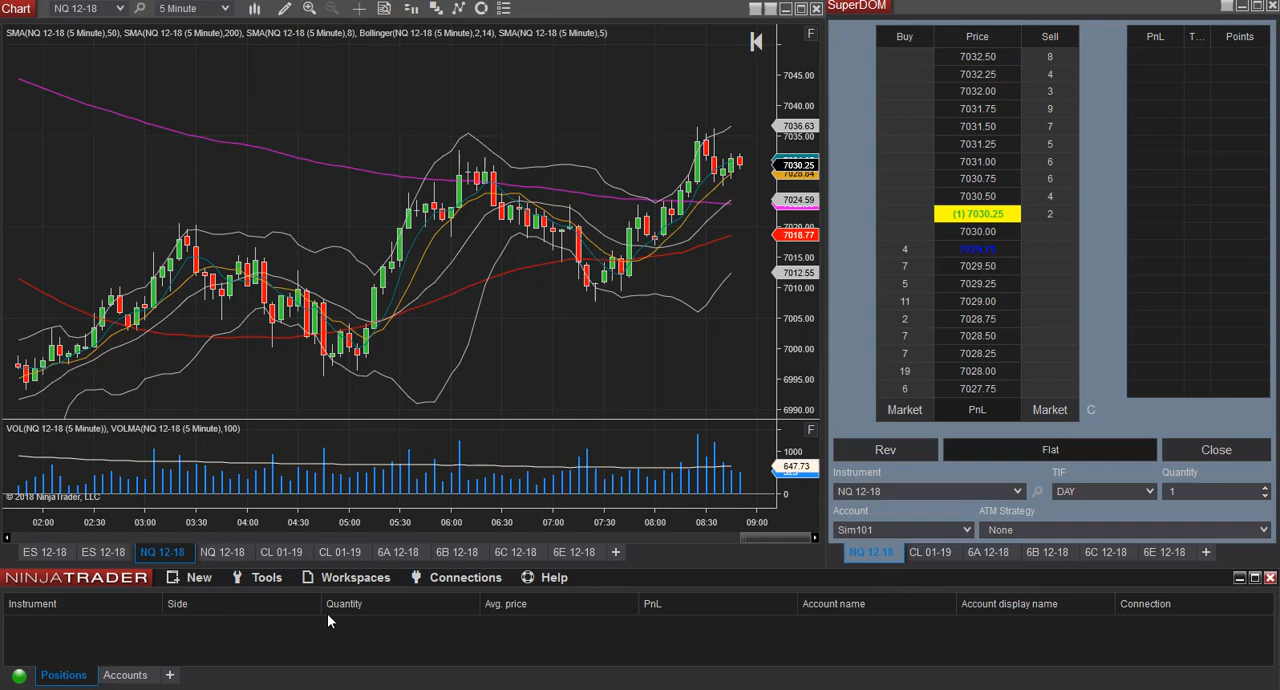 Chart NQ 12-18 5 Minute
SMA(NQ 12-18 (5 Minute),50), SMA(NQ 12-18 (5 Minute),200), SMA(NQ 12-18 (5 Minute),8), Bollinger(NQ 12-18 (5 Minute),2,14), SMA(NQ 12-18 (5 Minute),5)
F
7045.00
7040.00
7036.63
7035.00
7030.25
7024.59
7018.77
7015.00
7012.55
7010.00
7005.00
7000.00
6995.00
6990.00
VOL(NQ 12-18 (5 Minute)), VOLMA(NQ 12-18 (5 Minute),100)
F
1000
647.73
0
© 2018 NinjaTrader, LLC
02:00 02:30 03:00 03:30 04:00 04:30 05:00 05:30 06:00 06:30 07:00 07:30 08:00 08:30 09:00
ES 12-18 ES 12-18 NQ 12-18 NQ 12-18 CL 01-19 CL 01-19 6A 12-18 6B 12-18 6C 12-18 6E 12-18 +
SuperDOM
Buy Price Sell PnL T... Points
7032.50 8
7032.25 4
7032.00 3
7031.75 9
7031.50 7
7031.25 5
7031.00 6
7030.75 6
7030.50 4
(1) 7030.25 2
7030.00
4
7 7029.50
5 7029.25
11 7029.00
2 7028.75
7 7028.50
7 7028.25
19 7028.00
6 7027.75
Market PnL Market C
Rev Flat Close
Instrument TIF Quantity
NQ 12-18 DAY 1
Account ATM Strategy
Sim101 None
NQ 12-18 CL 01-19 6A 12-18 6B 12-18 6C 12-18 6E 12-18 +
NINJATRADER New Tools Workspaces Connections Help
Instrument Side Quantity Avg. price PnL Account name Account display name Connection
Positions Accounts +